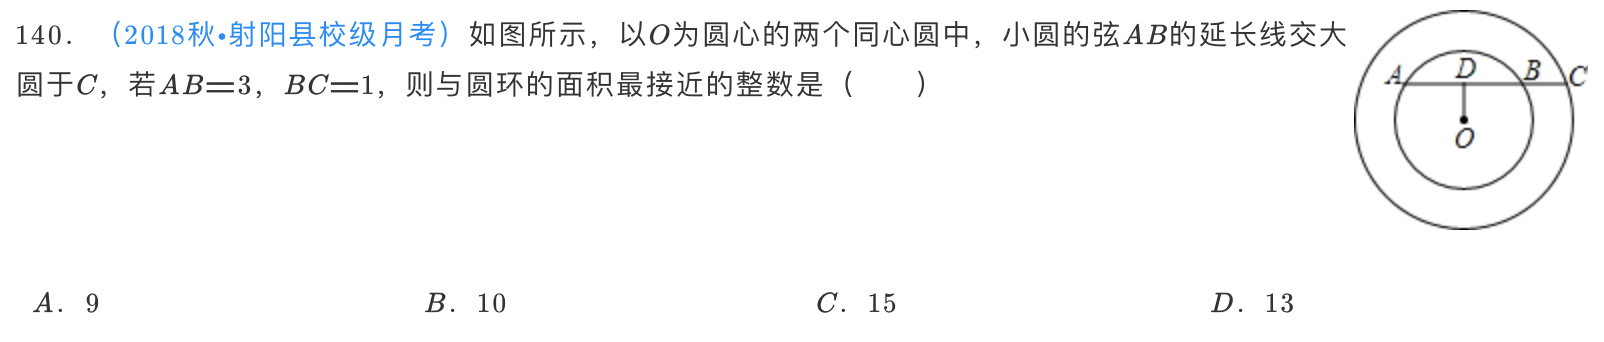 140. （2018秋•射阳县校级月考）如图所示，以O为圆心的两个同心圆中，小圆的弦AB的延长线交大
圆于C，若AB=3，BC=1，则与圆环的面积最接近的整数是（　　）
A D B C
O
A. 9 B. 10 C. 15 D. 13